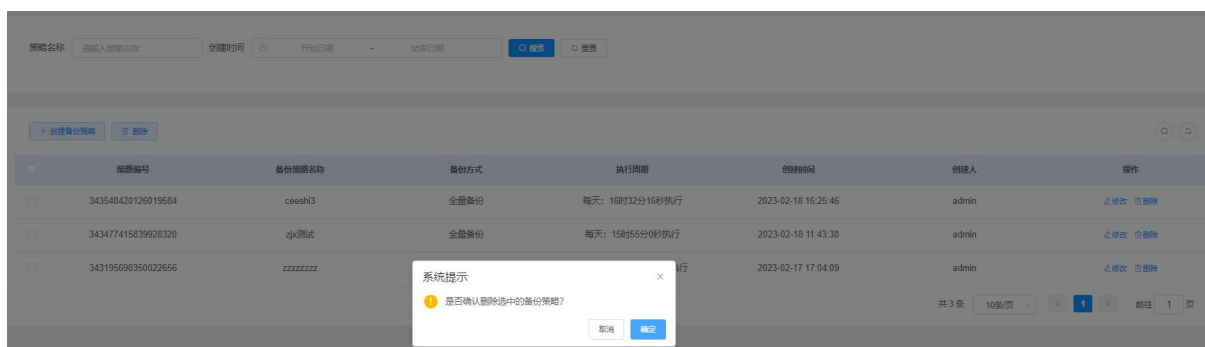 策略名称 请输入策略名称 创建时间 开始日期 - 结束日期 搜索 重置
+ 创建备份策略 删除
策略编号 备份策略名称 备份方式 执行周期 创建时间 创建人 操作
343548420126019584 ceeshi3 全量备份 每天；16时32分16秒执行 2023-02-18 16:25:46 admin 修改 删除
343477415839928320 zjx测试 全量备份 每天；15时55分0秒执行 2023-02-18 11:43:38 admin 修改 删除
343195690350022656 zzzzzzzz 执行 2023-02-17 17:04:09 admin 修改 删除
系统提示
是否确认删除选中的备份策略?
取消 确定
共 3 条 10条/页 < 1 > 前往 1 页